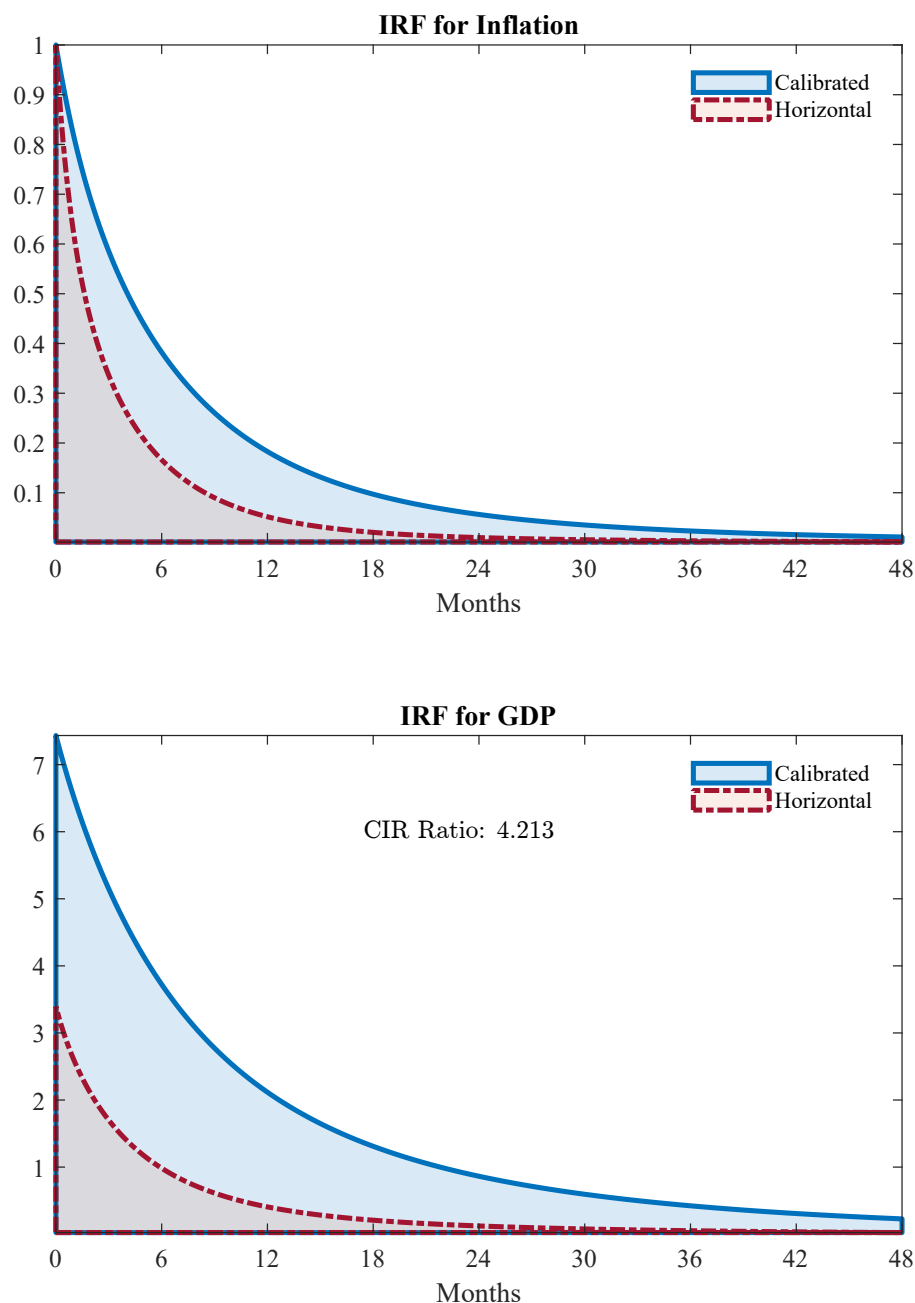 IRF for Inflation
1
0.9
0.8
0.7
0.6
0.5
0.4
0.3
0.2
0.1
Calibrated
Horizontal
0 6 12 18 24 30 36 42 48
Months
IRF for GDP
7
6
5
4
3
2
1
Calibrated
Horizontal
CIR Ratio: 4.213
0 6 12 18 24 30 36 42 48
Months